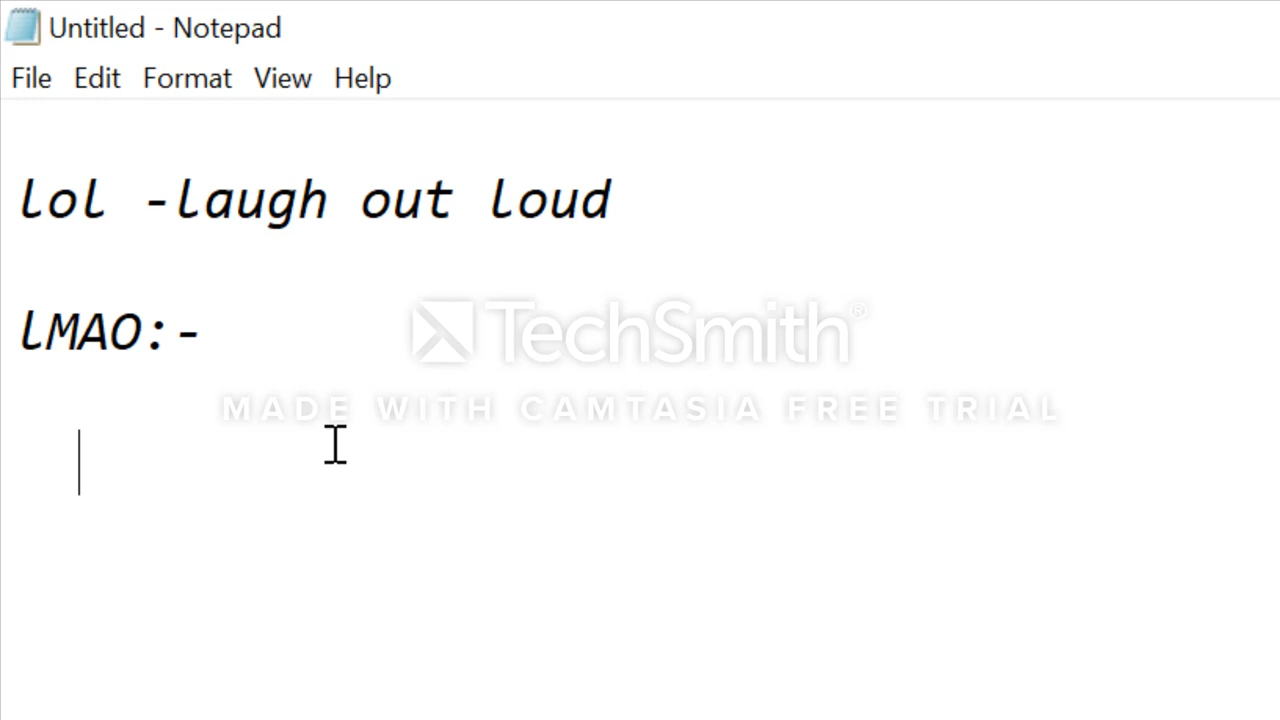 Untitled - Notepad
File Edit Format View Help
lol -laugh out loud
lMAO:-
TechSmith®
MADE WITH CAMTASIA FREE TRIAL